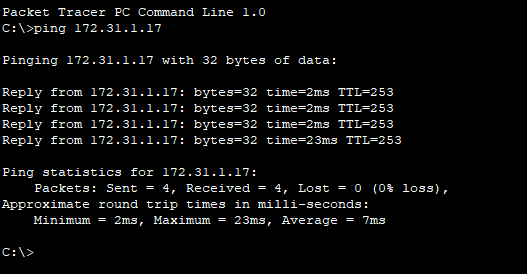 Packet Tracer PC Command Line 1.0
C:\>ping 172.31.1.17
Pinging 172.31.1.17 with 32 bytes of data:
Reply from 172.31.1.17: bytes=32 time=2ms TTL=253
Reply from 172.31.1.17: bytes=32 time=2ms TTL=253
Reply from 172.31.1.17: bytes=32 time=2ms TTL=253
Reply from 172.31.1.17: bytes=32 time=23ms TTL=253
Ping statistics for 172.31.1.17:
Packets: Sent = 4, Received = 4, Lost = 0 (0% loss),
Approximate round trip times in milli-seconds:
Minimum = 2ms, Maximum = 23ms, Average = 7ms
C:\>